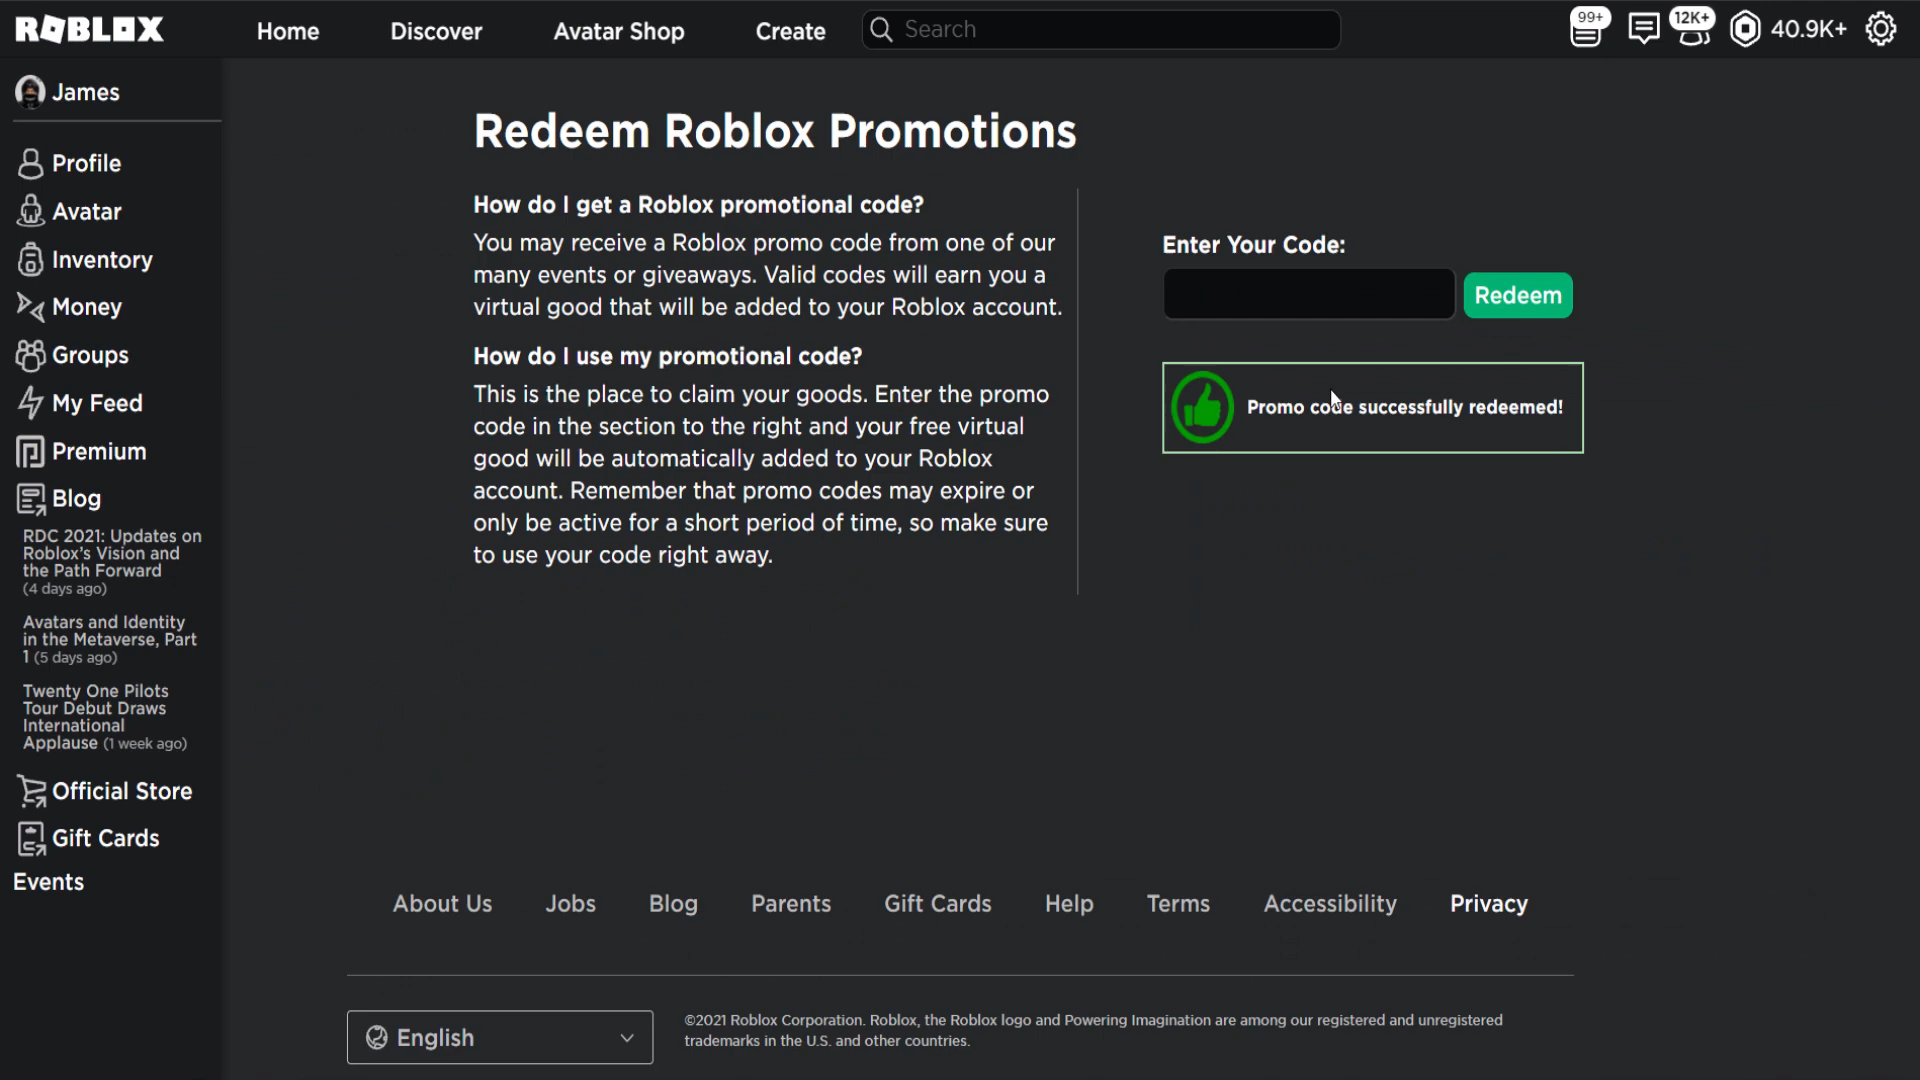 ROBLOX
Home
Discover
Avatar Shop
Create
Search
99+
12K+
40.9K+
James
Profile
Avatar
Inventory
Money
Groups
My Feed
Premium
Blog
RDC 2021: Updates on
Roblox's Vision and
the Path Forward
(4 days ago)
Avatars and Identity
in the Metaverse, Part
1 (5 days ago)
Twenty One Pilots
Tour Debut Draws
International
Applause (1 week ago)
Official Store
Gift Cards
Events
Redeem Roblox Promotions
How do I get a Roblox promotional code?
You may receive a Roblox promo code from one of our
many events or giveaways. Valid codes will earn you a
virtual good that will be added to your Roblox account.
How do I use my promotional code?
This is the place to claim your goods. Enter the promo
code in the section to the right and your free virtual
good will be automatically added to your Roblox
account. Remember that promo codes may expire or
only be active for a short period of time, so make sure
to use your code right away.
Enter Your Code:
Redeem
Promo code successfully redeemed!
About Us
Jobs
Blog
Parents
Gift Cards
Help
Terms
Accessibility
Privacy
English
©2021 Roblox Corporation. Roblox, the Roblox logo and Powering Imagination are among our registered and unregistered
trademarks in the U.S. and other countries.